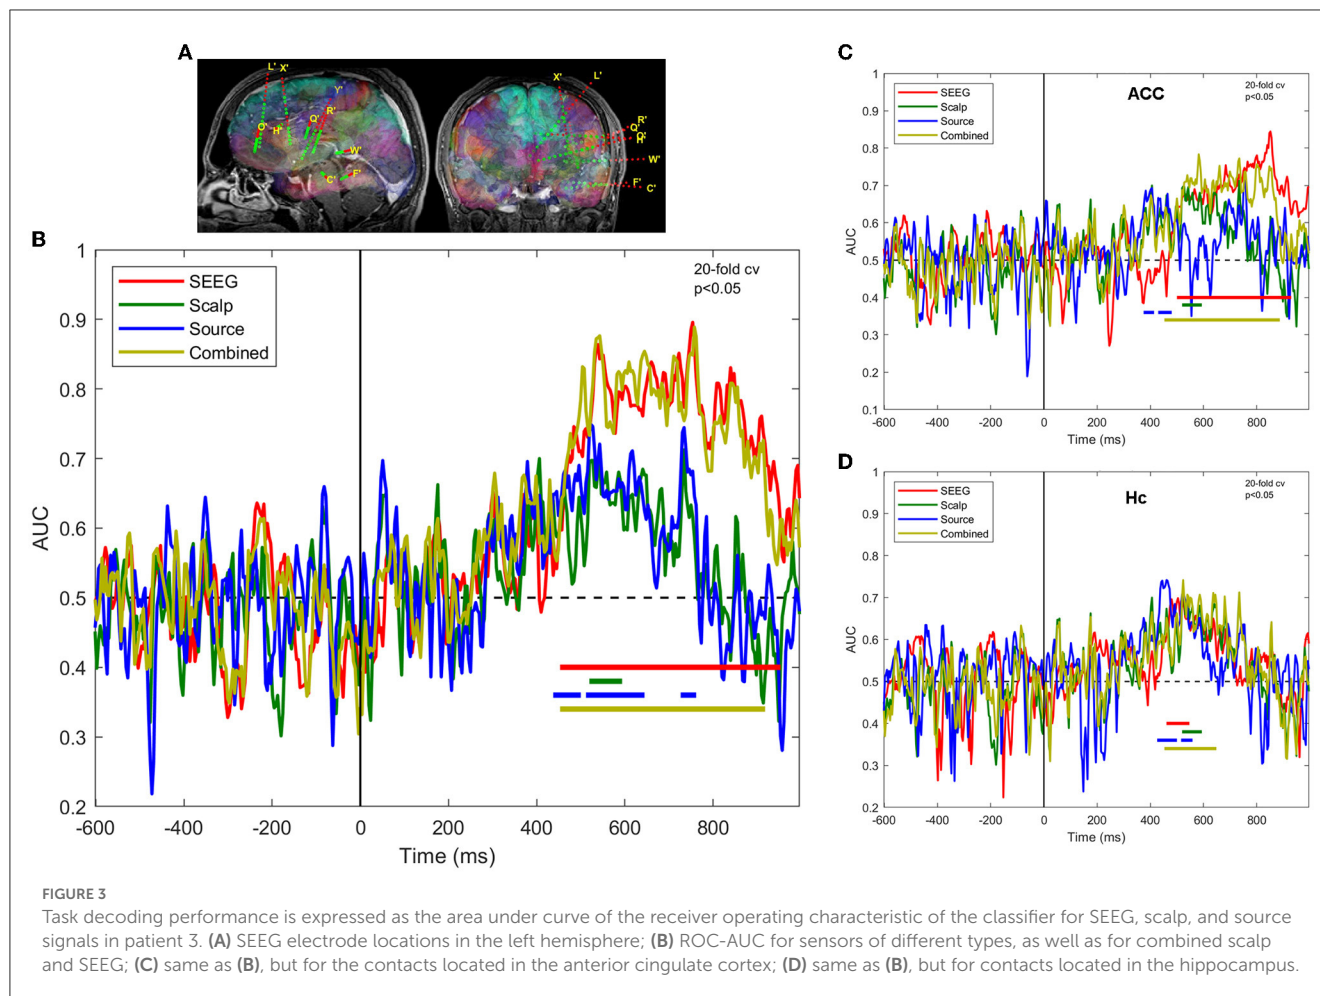 A
L' X'
Y'
R'
Q'
O'
H'
W'
C' F'
X'
L'
R'
Q'
O'
H'
W'
F'
C'
B
1
0.9
0.8
0.7
0.6
0.5
0.4
0.3
0.2
AUC
SEEG
Scalp
Source
Combined
20-fold cv
p<0.05
-600 -400 -200 0 200 400 600 800
Time (ms)
C
1
0.9
0.8
0.7
0.6
0.5
0.4
0.3
0.2
0.1
AUC
SEEG
Scalp
Source
Combined
ACC
20-fold cv
p<0.05
-600 -400 -200 0 200 400 600 800
Time (ms)
D
1
0.9
0.8
0.7
0.6
0.5
0.4
0.3
0.2
AUC
SEEG
Scalp
Source
Combined
Hc
20-fold cv
p<0.05
-600 -400 -200 0 200 400 600 800
Time (ms)
FIGURE 3
Task decoding performance is expressed as the area under curve of the receiver operating characteristic of the classifier for SEEG, scalp, and source
signals in patient 3. (A) SEEG electrode locations in the left hemisphere; (B) ROC-AUC for sensors of different types, as well as for combined scalp
and SEEG; (C) same as (B), but for the contacts located in the anterior cingulate cortex; (D) same as (B), but for contacts located in the hippocampus.